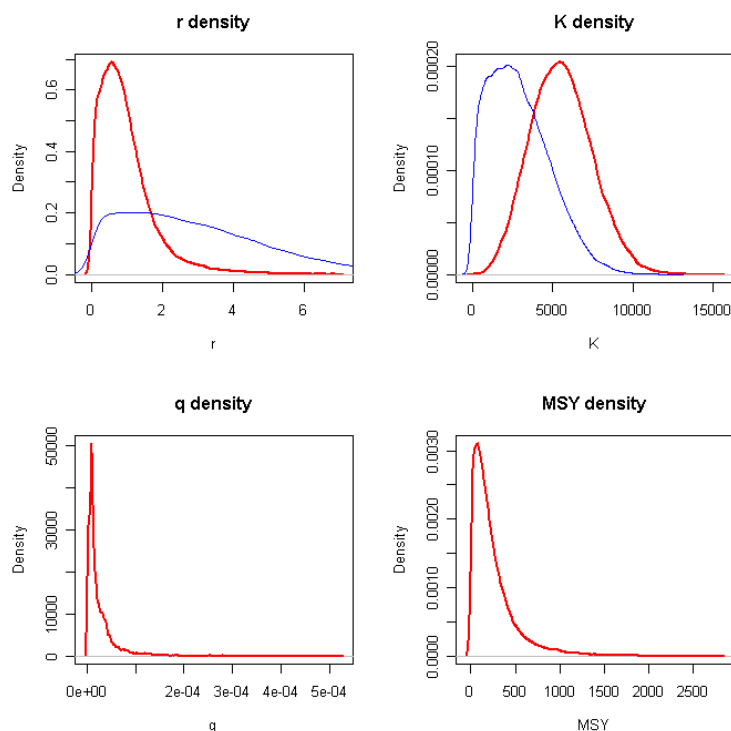 r density
K density
Density
0.0 0.2 0.4 0.6
0 2 4 6
r
Density
0.00000 0.00010 0.00020
0 5000 10000 15000
K
q density
MSY density
Density
0 10000 30000 50000
0e+00 2e-04 3e-04 4e-04 5e-04
q
Density
0.0000 0.0010 0.0020 0.0030
0 500 1000 1500 2000 2500
MSY